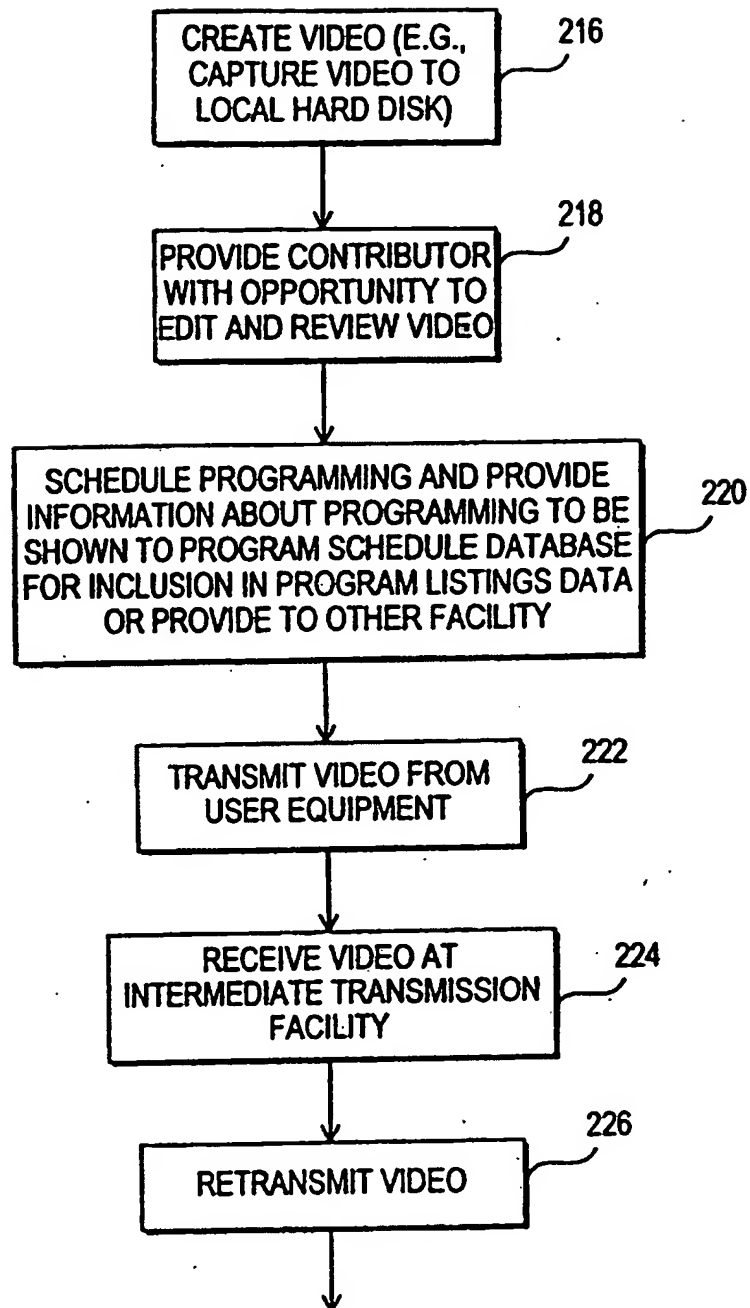 CREATE VIDEO (E.G.,
CAPTURE VIDEO TO
LOCAL HARD DISK)
216
PROVIDE CONTRIBUTOR
WITH OPPORTUNITY TO
EDIT AND REVIEW VIDEO
218
SCHEDULE PROGRAMMING AND PROVIDE
INFORMATION ABOUT PROGRAMMING TO BE
SHOWN TO PROGRAM SCHEDULE DATABASE
FOR INCLUSION IN PROGRAM LISTINGS DATA
OR PROVIDE TO OTHER FACILITY
220
TRANSMIT VIDEO FROM
USER EQUIPMENT
222
RECEIVE VIDEO AT
INTERMEDIATE TRANSMISSION
FACILITY
224
RETRANSMIT VIDEO
226